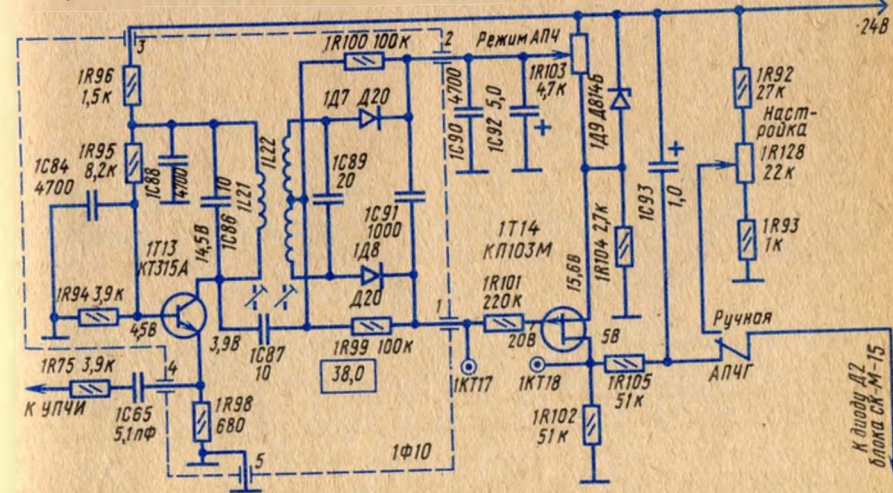 -24В
3
1R100 100к
2
Режим АПЧ
1R96
1,5к
1R103
4,7к
1Д9 Д814Б
1R92
27к
Наст-
ройка
1R128
22к
1R93
1к
1Д7 Д20
4700
1С90
5,0
1С92
+
+
1С93
1,0
1R95
8,2к
1С84
4700
1С88
4700
10
1С86
1L21
1L22
1С89
20
1С91
1000
1Т13
КТ315А
14,5В
1Д8
Д20
1Т14
КП103М
15,6В
1R104 2,7к
1R94 3,9к
4,5В
3,9В
1С87
10
1R99 100к
38,0
1
1R101
220К
20В
5В
Ручная
АПЧГ
1КТ17
1КТ18
1R105
51к
1R75 3,9к
4
К УПЧИ
1С65
5,1пФ
1R98
680
5
1Ф10
1R102
51к
К диоду Д2
блока СК-М-15